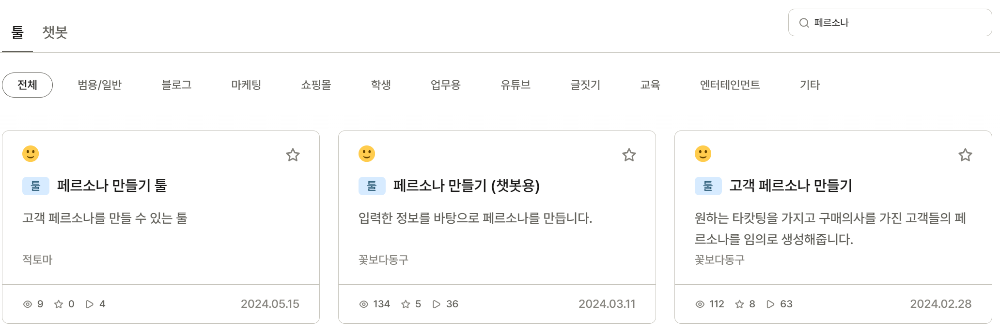 툴 챗봇
페르소나
전체 범용/일반 블로그 마케팅 쇼핑몰 학생 업무용 유튜브 글짓기 교육 엔터테인먼트 기타
툴 페르소나 만들기 툴
고객 페르소나를 만들 수 있는 툴
적토마
9 0 4 2024.05.15
툴 페르소나 만들기 (챗봇용)
입력한 정보를 바탕으로 페르소나를 만듭니다.
꽃보다동구
134 5 36 2024.03.11
툴 고객 페르소나 만들기
원하는 타캇팅을 가지고 구매의사를 가진 고객들의 페
르소나를 임의로 생성해줍니다.
꽃보다동구
112 8 63 2024.02.28